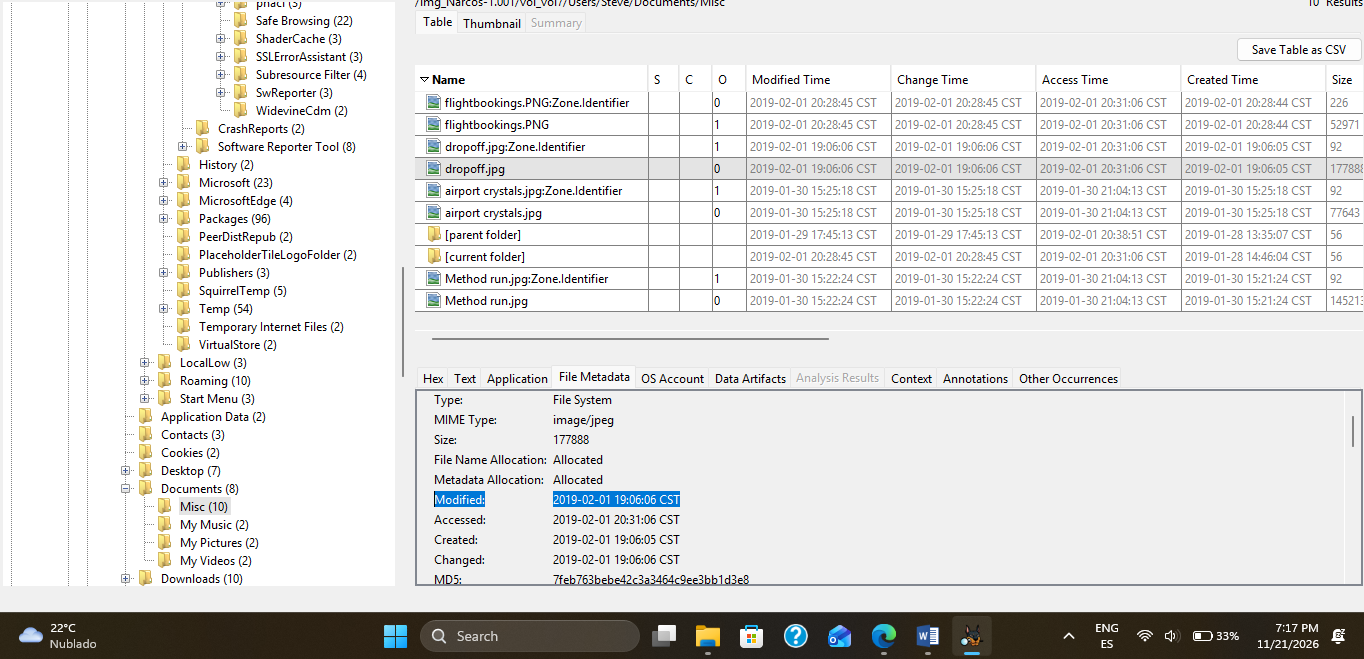 pnacl (3)
Safe Browsing (22)
ShaderCache (3)
SSLErrorAssistant (3)
Subresource Filter (4)
SwReporter (3)
WidevineCdm (2)
CrashReports (2)
Software Reporter Tool (8)
History (2)
Microsoft (23)
MicrosoftEdge (4)
Packages (96)
PeerDistRepub (2)
PlaceholderTileLogoFolder (2)
Publishers (3)
SquirrelTemp (5)
Temp (54)
Temporary Internet Files (2)
VirtualStore (2)
LocalLow (3)
Roaming (10)
Start Menu (3)
Application Data (2)
Contacts (3)
Cookies (2)
Desktop (7)
Documents (8)
Misc (10)
My Music (2)
My Pictures (2)
My Videos (2)
Downloads (10)
/img_Narcos-1.001/vol_vol7/Users/Steve/Documents/Misc 10 Results
Table Thumbnail Summary
Save Table as CSV
Name S C O Modified Time Change Time Access Time Created Time Size
flightbookings.PNG:Zone.Identifier 0 2019-02-01 20:28:45 CST 2019-02-01 20:28:45 CST 2019-02-01 20:31:06 CST 2019-02-01 20:28:44 CST 226
flightbookings.PNG 1 2019-02-01 20:28:45 CST 2019-02-01 20:28:45 CST 2019-02-01 20:31:06 CST 2019-02-01 20:28:44 CST 52971
dropoff.jpg:Zone.Identifier 1 2019-02-01 19:06:06 CST 2019-02-01 19:06:06 CST 2019-02-01 20:31:06 CST 2019-02-01 19:06:05 CST 92
dropoff.jpg 0 2019-02-01 19:06:06 CST 2019-02-01 19:06:06 CST 2019-02-01 20:31:06 CST 2019-02-01 19:06:05 CST 177888
airport crystals.jpg:Zone.Identifier 1 2019-01-30 15:25:18 CST 2019-01-30 15:25:18 CST 2019-01-30 21:04:13 CST 2019-01-30 15:25:18 CST 92
airport crystals.jpg 0 2019-01-30 15:25:18 CST 2019-01-30 15:25:18 CST 2019-01-30 21:04:13 CST 2019-01-30 15:25:18 CST 77643
[parent folder] 2019-01-29 17:45:13 CST 2019-01-29 17:45:13 CST 2019-02-01 20:38:51 CST 2019-01-28 13:35:07 CST 56
[current folder] 2019-02-01 20:28:45 CST 2019-02-01 20:28:45 CST 2019-02-01 20:31:06 CST 2019-01-28 14:46:04 CST 56
Method run.jpg:Zone.Identifier 1 2019-01-30 15:22:24 CST 2019-01-30 15:22:24 CST 2019-01-30 21:04:13 CST 2019-01-30 15:21:24 CST 92
Method run.jpg 0 2019-01-30 15:22:24 CST 2019-01-30 15:22:24 CST 2019-01-30 21:04:13 CST 2019-01-30 15:21:24 CST 145213
Hex Text Application File Metadata OS Account Data Artifacts Analysis Results Context Annotations Other Occurrences
Type: File System
MIME Type: image/jpeg
Size: 177888
File Name Allocation: Allocated
Metadata Allocation: Allocated
Modified: 2019-02-01 19:06:06 CST
Accessed: 2019-02-01 20:31:06 CST
Created: 2019-02-01 19:06:05 CST
Changed: 2019-02-01 19:06:06 CST
MD5: 7feb763bebe42c3a3464c9ee3bb1d3e8
22°C
Nublado
Search
ENG
ES
33%
7:17 PM
11/21/2026